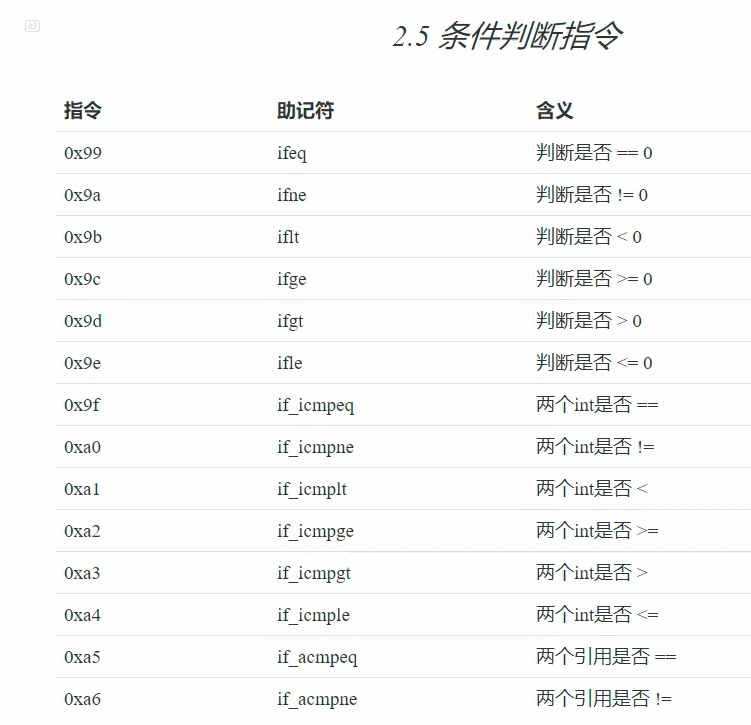 2.5 条件判断指令
指令 助记符 含义
0x99 ifeq 判断是否 == 0
0x9a ifne 判断是否 != 0
0x9b iflt 判断是否 < 0
0x9c ifge 判断是否 >= 0
0x9d ifgt 判断是否 > 0
0x9e ifle 判断是否 <= 0
0x9f if_icmpeq 两个int是否 ==
0xa0 if_icmpne 两个int是否 !=
0xa1 if_icmplt 两个int是否 <
0xa2 if_icmpge 两个int是否 >=
0xa3 if_icmpgt 两个int是否 >
0xa4 if_icmple 两个int是否 <=
0xa5 if_acmpeq 两个引用是否 ==
0xa6 if_acmpne 两个引用是否 !=